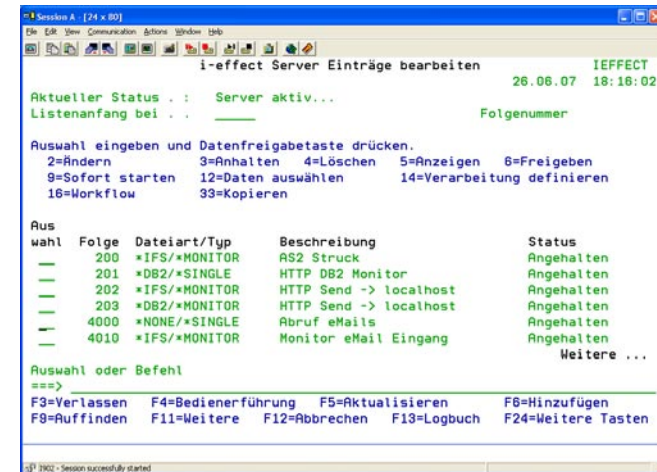 Session A - [24 x 80]
File Edit View Communication Actions Window Help
i-effect Server Einträge bearbeiten IEFFECT
26.06.07 18:16:02
Aktueller Status . : Server aktiv...
Listenanfang bei . . _____ Folgenummer
Auswahl eingeben und Datenfreigabetaste drücken.
2=Ändern 3=Anhalten 4=Löschen 5=Anzeigen 6=Freigeben
9=Sofort starten 12=Daten auswählen 14=Verarbeitung definieren
16=Workflow 33=Kopieren
Aus
wahl Folge Dateiart/Typ Beschreibung Status
200 *IFS/*MONITOR AS2 Struck Angehalten
201 *DB2/*SINGLE HTTP DB2 Monitor Angehalten
202 *IFS/*MONITOR HTTP Send -> localhost Angehalten
203 *DB2/*MONITOR HTTP Send -> localhost Angehalten
4000 *NONE/*SINGLE Abruf eMails Angehalten
4010 *IFS/*MONITOR Monitor eMail Eingang Angehalten
Weitere ...
Auswahl oder Befehl
===>
F3=Verlassen F4=Bedienerführung F5=Aktualisieren F6=Hinzufügen
F9=Auffinden F11=Weitere F12=Abbrechen F13=Logbuch F24=Weitere Tasten
I902 - Session successfully started